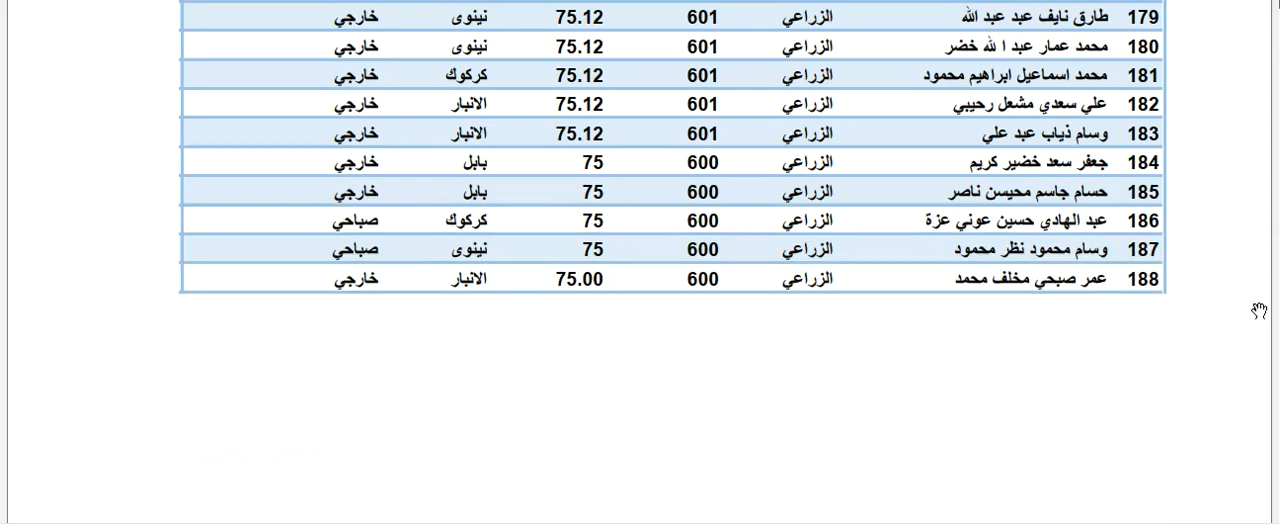 179 طارق نايف عبد عبد الله الزراعي 601 75.12 نينوى خارجي
180 محمد عمار عبد ا لله خضر الزراعي 601 75.12 نينوى خارجي
181 محمد اسماعيل ابراهيم محمود الزراعي 601 75.12 كركوك خارجي
182 علي سعدي مشعل رحيبي الزراعي 601 75.12 الانبار خارجي
183 وسام ذياب عبد علي الزراعي 601 75.12 الانبار خارجي
184 جعفر سعد خضير كريم الزراعي 600 75 بابل خارجي
185 حسام جاسم محيسن ناصر الزراعي 600 75 بابل خارجي
186 عبد الهادي حسين عوني عزة الزراعي 600 75 كركوك صباحي
187 وسام محمود نظر محمود الزراعي 600 75 نينوى صباحي
188 عمر صبحي مخلف محمد الزراعي 600 75.00 الانبار خارجي